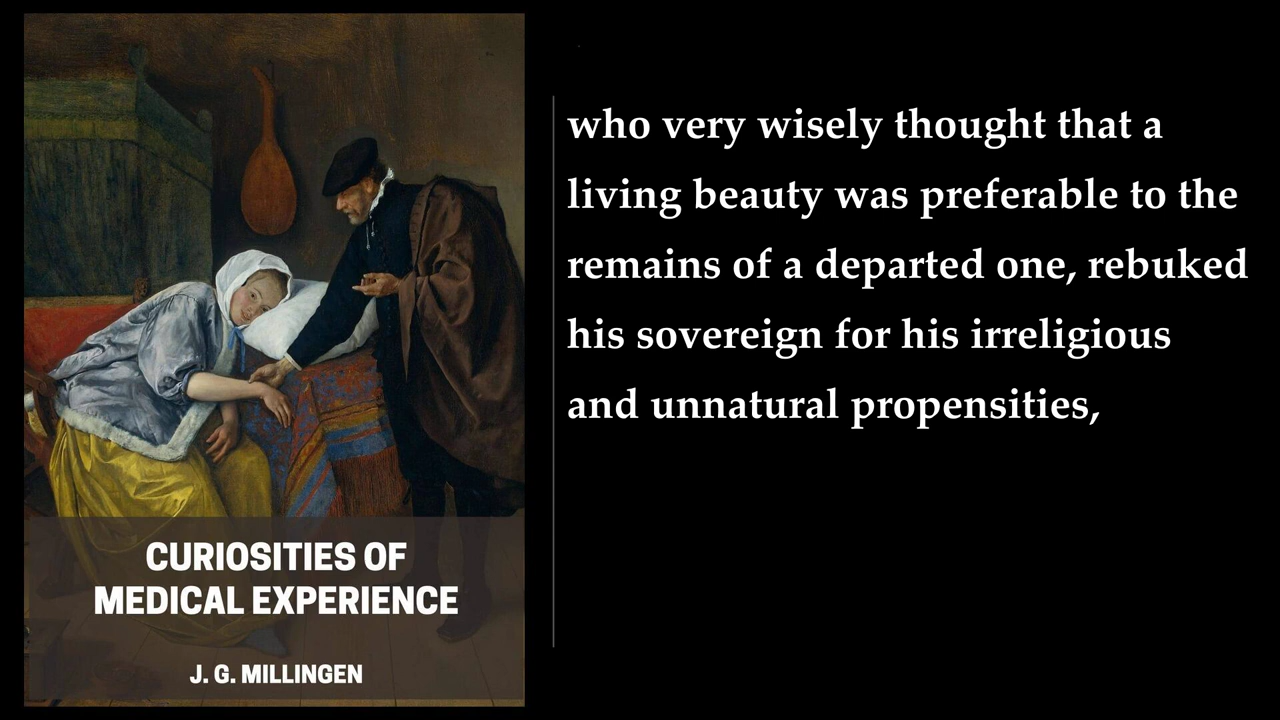 who very wisely thought that a
living beauty was preferable to the
remains of a departed one, rebuked
his sovereign for his irreligious
and unnatural propensities,
CURIOSITIES OF
MEDICAL EXPERIENCE
J. G. MILLINGEN